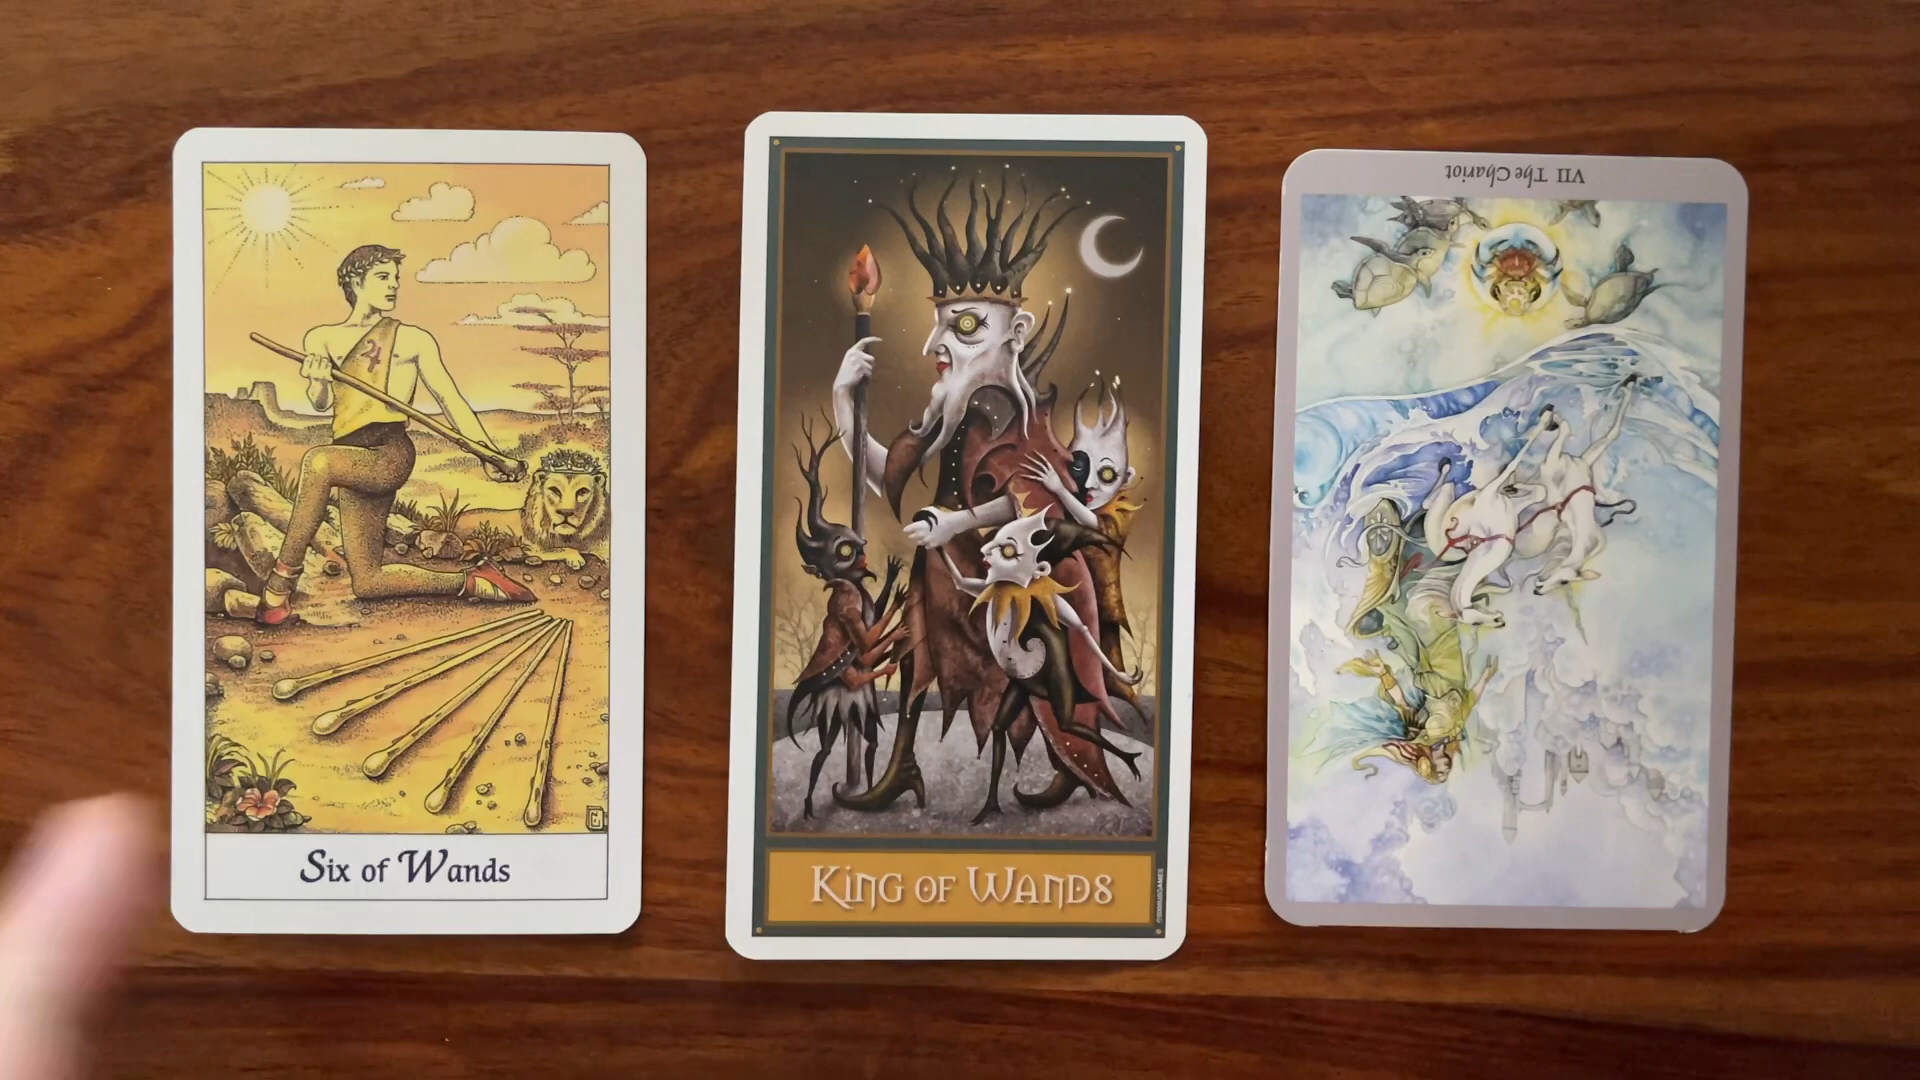 Six of Wands
King of Wands
VII The Chariot